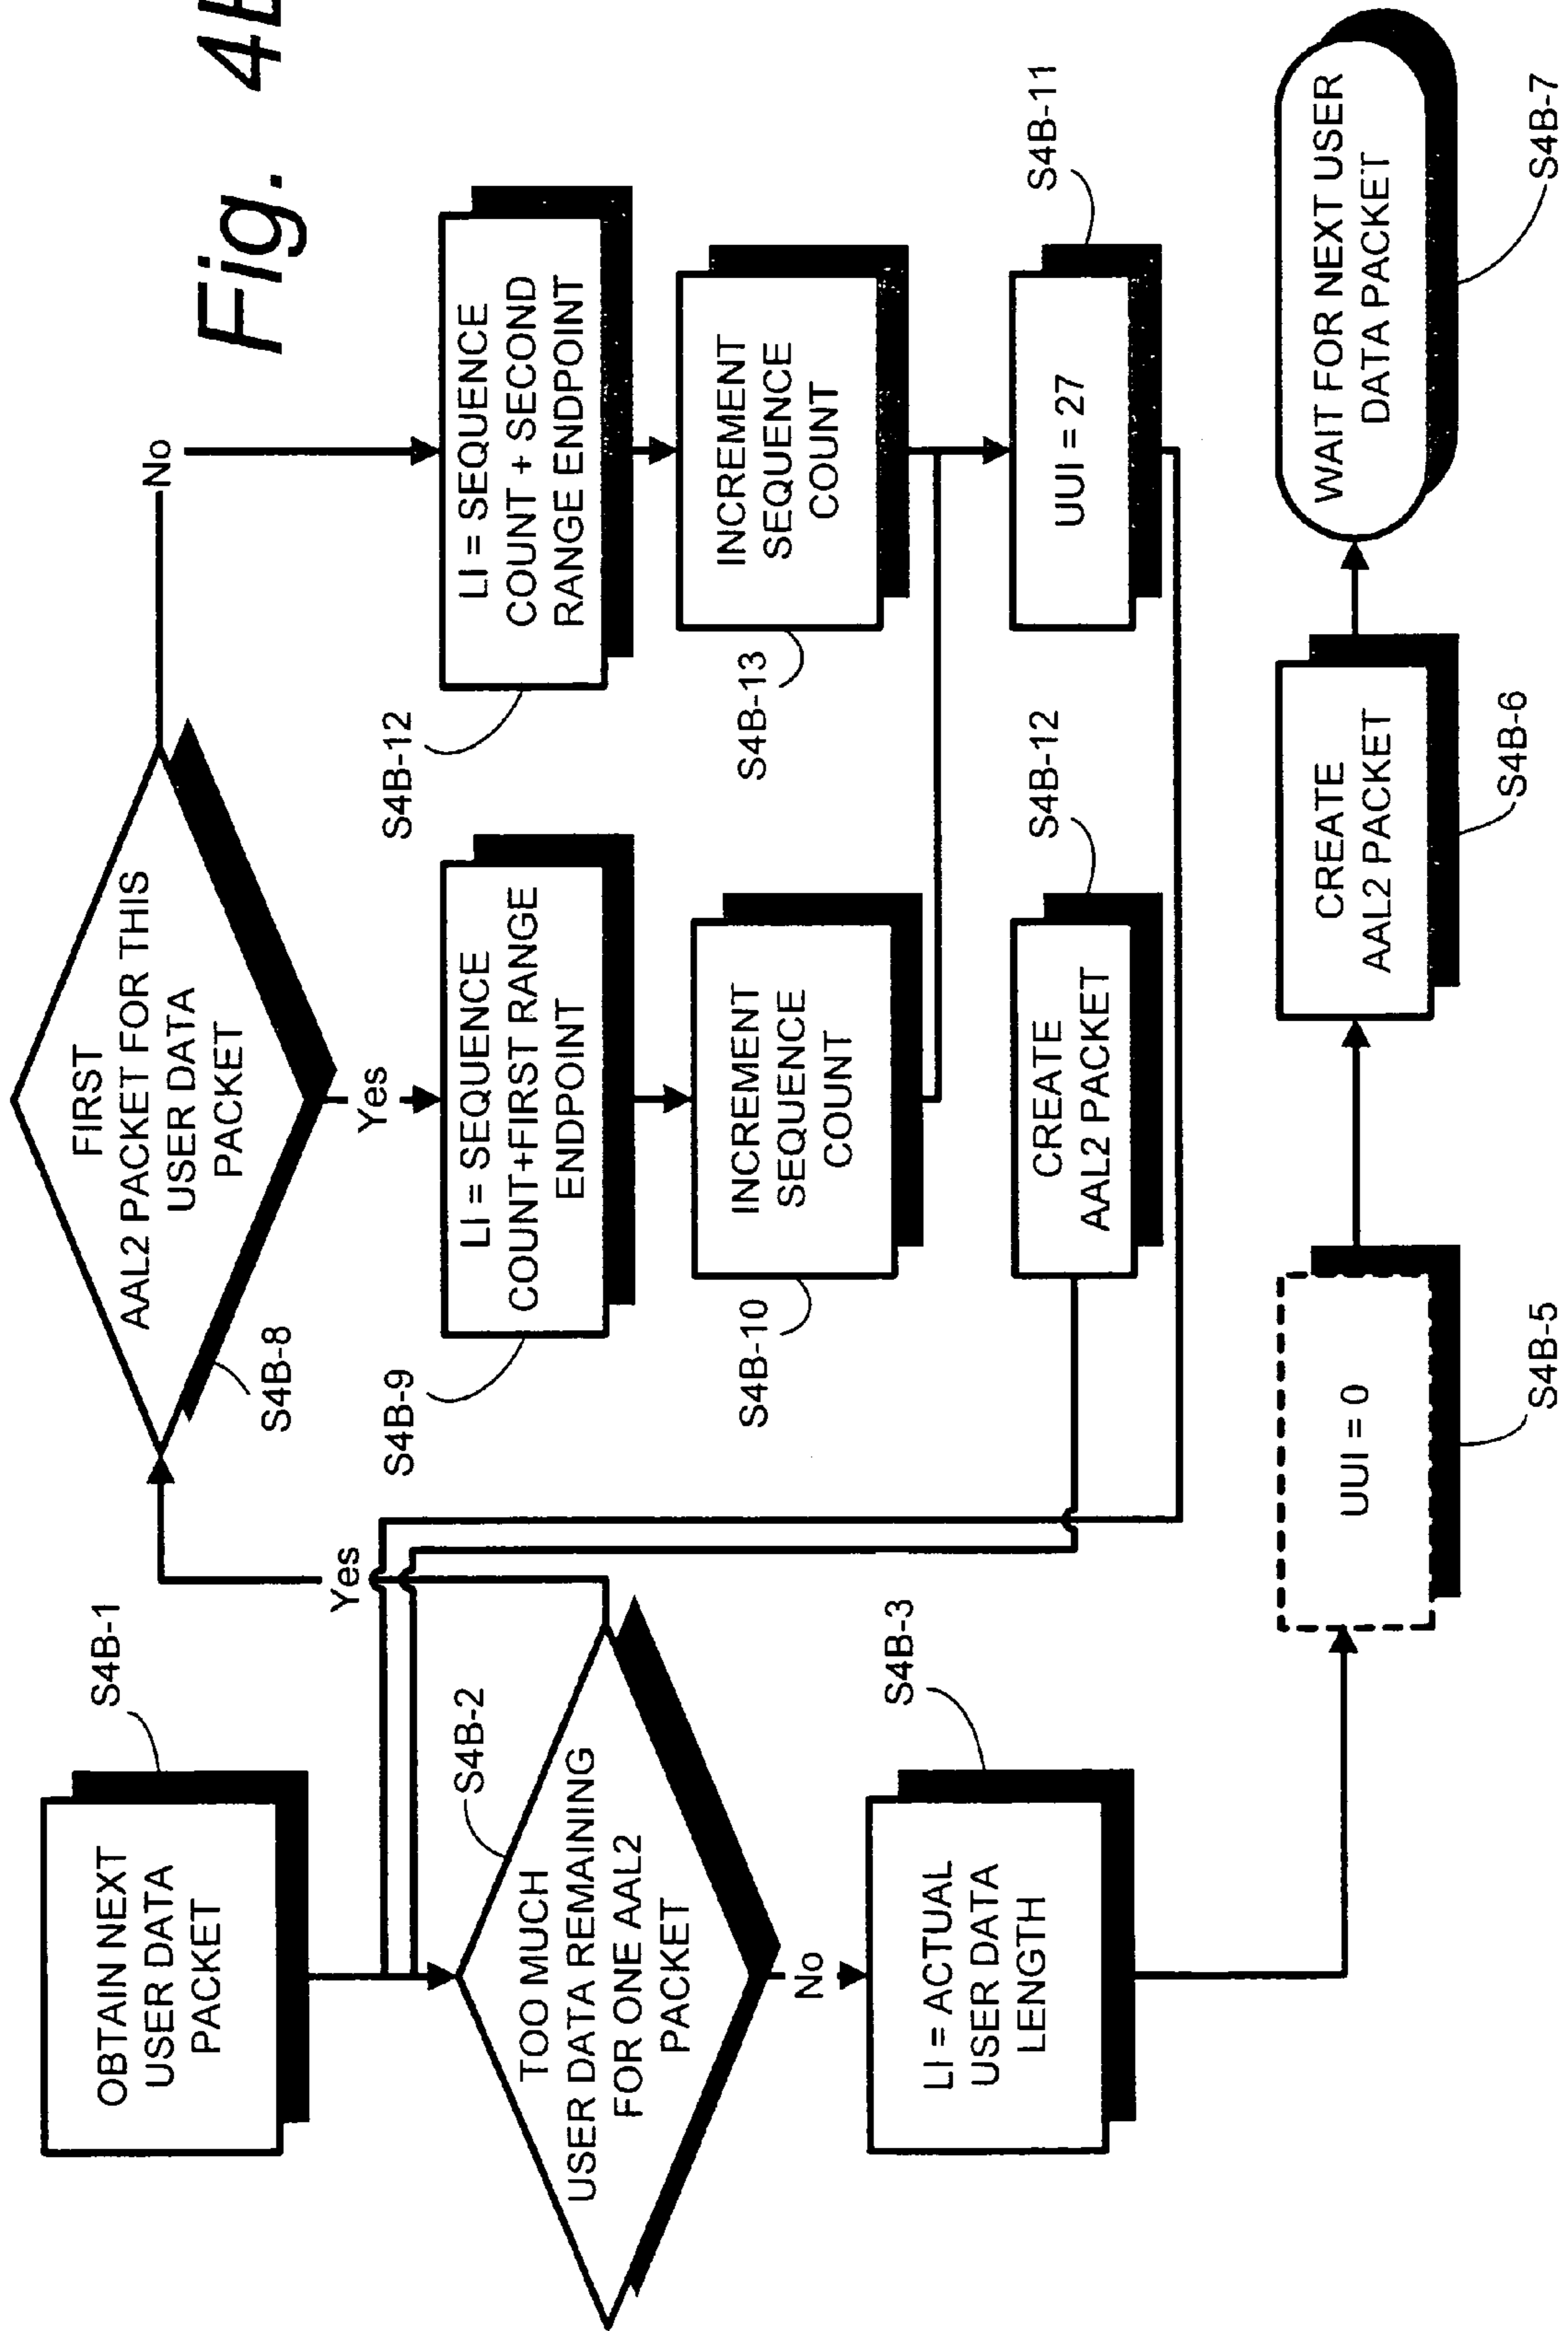 Fig. 4B
OBTAIN NEXT
USER DATA
PACKET
S4B-1
TOO MUCH
USER DATA REMAINING
FOR ONE AAL2
PACKET
S4B-2
Yes
No
LI = ACTUAL
USER DATA
LENGTH
S4B-3
FIRST
AAL2 PACKET FOR THIS
USER DATA
PACKET
S4B-8
Yes
No
LI = SEQUENCE
COUNT+FIRST RANGE
ENDPOINT
S4B-9
INCREMENT
SEQUENCE
COUNT
S4B-10
LI = SEQUENCE
COUNT + SECOND
RANGE ENDPOINT
S4B-12
INCREMENT
SEQUENCE
COUNT
S4B-13
UUI = 27
S4B-11
CREATE
AAL2 PACKET
S4B-12
UUI = 0
S4B-5
CREATE
AAL2 PACKET
S4B-6
WAIT FOR NEXT USER
DATA PACKET
S4B-7